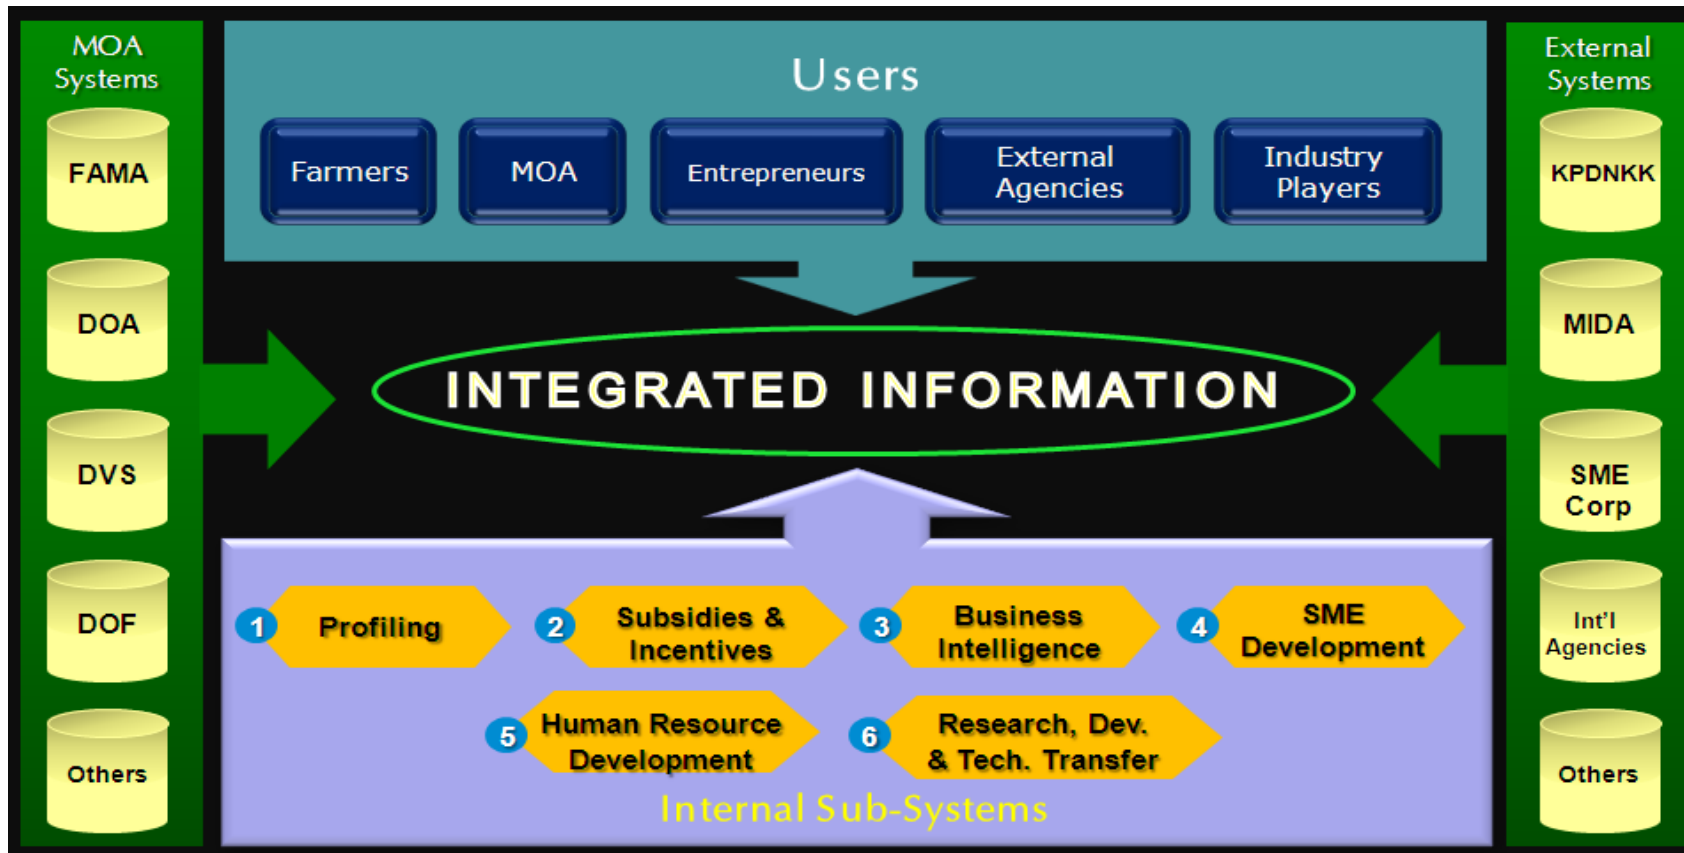 MOA
Systems
FAMA
DOA
DVS
DOF
Others
Users
Farmers
MOA
Entrepreneurs
External
Agencies
Industry
Players
INTEGRATED INFORMATION
1
Profiling
2
Subsidies &
Incentives
3
Business
Intelligence
4
SME
Development
5
Human Resource
Development
6
Research, Dev.
& Tech. Transfer
Internal Sub-Systems
External
Systems
KPDNKK
MIDA
SME
Corp
Int'l
Agencies
Others